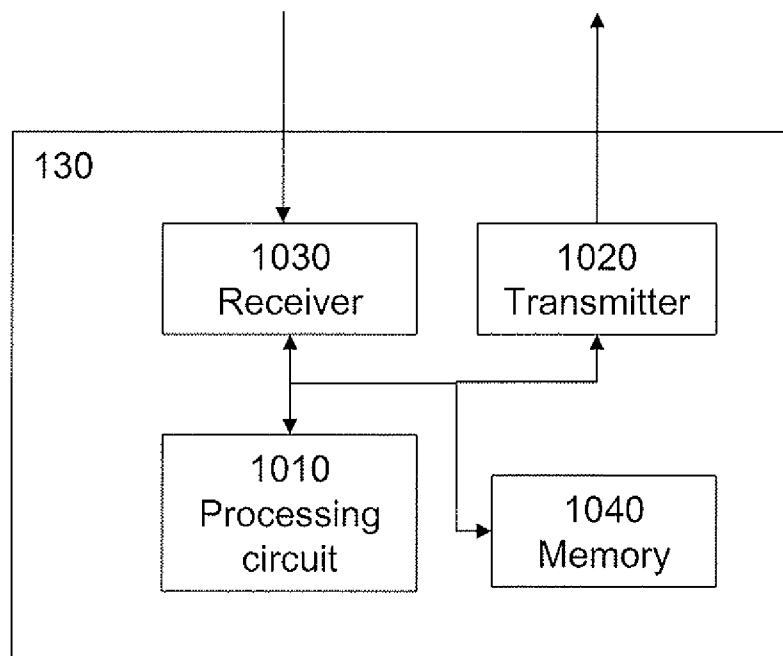 130
1030
Receiver
1020
Transmitter
1010
Processing
circuit
1040
Memory